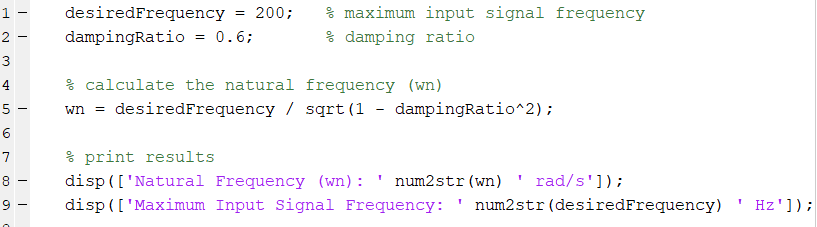 1 – desiredFrequency = 200; % maximum input signal frequency
2 – dampingRatio = 0.6; % damping ratio
3
4 % calculate the natural frequency (wn)
5 – wn = desiredFrequency / sqrt(1 - dampingRatio^2);
6
7 % print results
8 – disp(['Natural Frequency (wn): ' num2str(wn) ' rad/s']);
9 – disp(['Maximum Input Signal Frequency: ' num2str(desiredFrequency) ' Hz']);